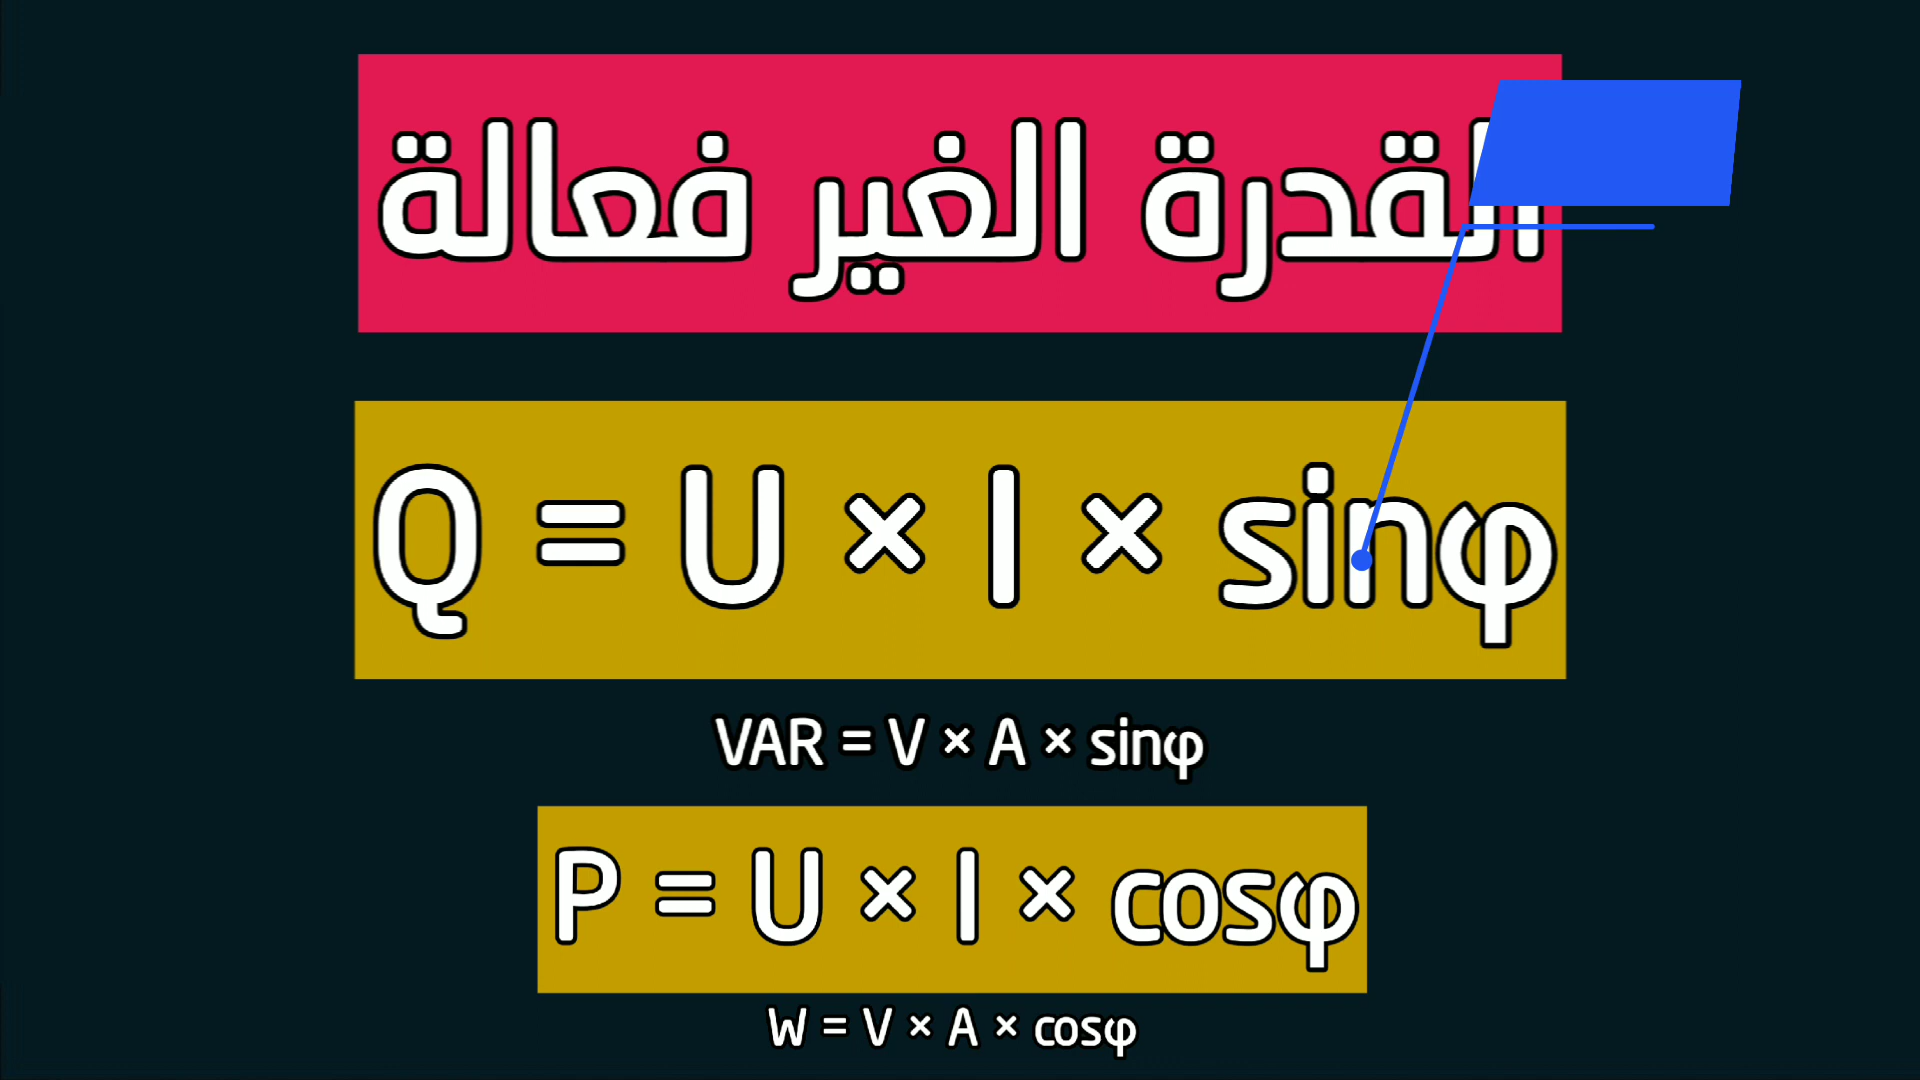 القدرة الغير فعالة
Q = U × I × sinφ
VAR = V × A × sinφ
P = U × I × cosφ
W = V × A × cosφ